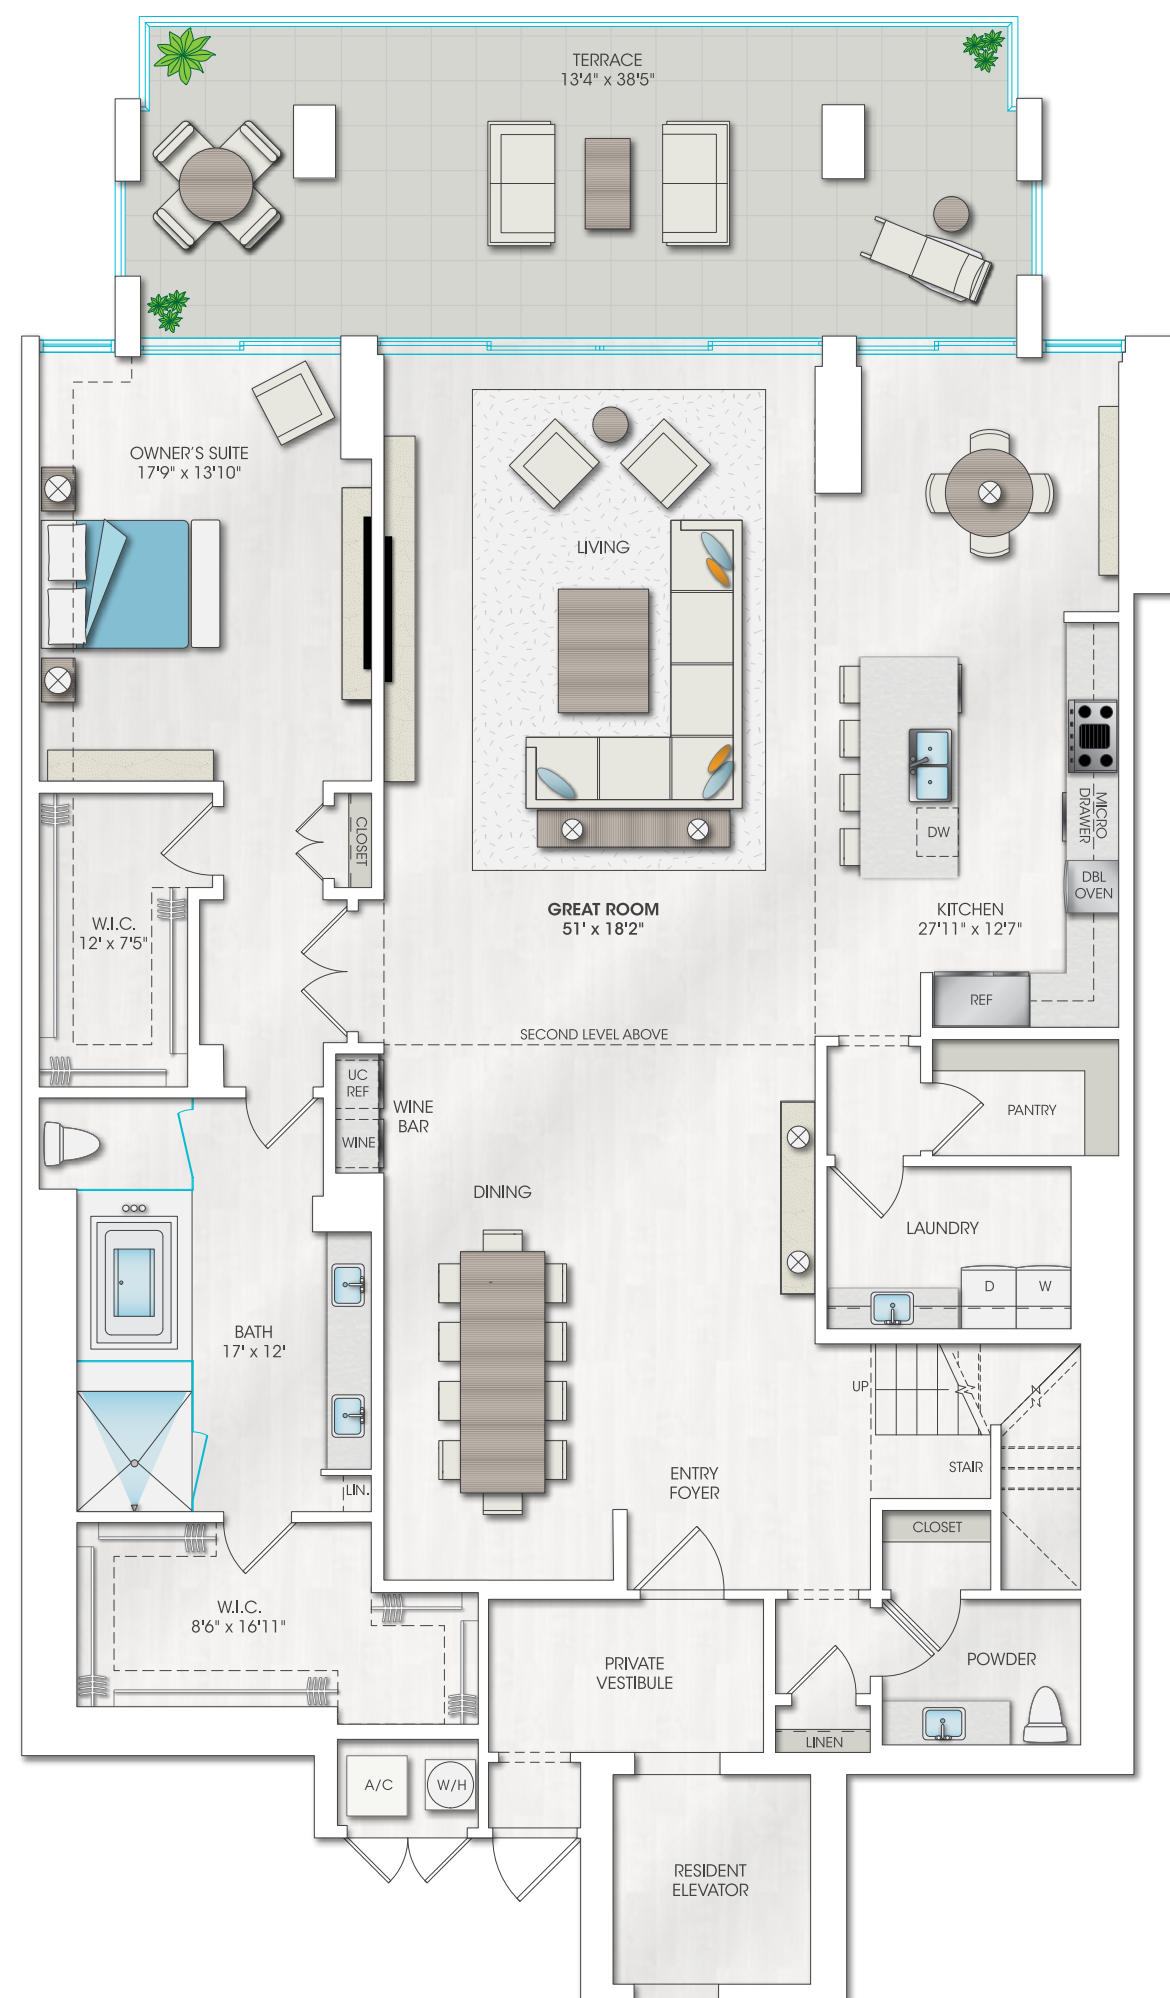 TERRACE
13'4" x 38'5"
OWNER'S SUITE
17'9" x 13'10"
LIVING
MICRO
DRAWER
CLOSET
DW
DBL
OVEN
W.I.C.
12' x 7'5"
GREAT ROOM
51' x 18'2"
KITCHEN
27'11" x 12'7"
REF
SECOND LEVEL ABOVE
UC
REF
WINE
BAR
WINE
PANTRY
DINING
LAUNDRY
D
W
BATH
17' x 12'
UP
STAIR
ENTRY
FOYER
LIN.
CLOSET
W.I.C.
8'6" x 16'11"
PRIVATE
VESTIBULE
POWDER
LINEN
A/C
W/H
RESIDENT
ELEVATOR